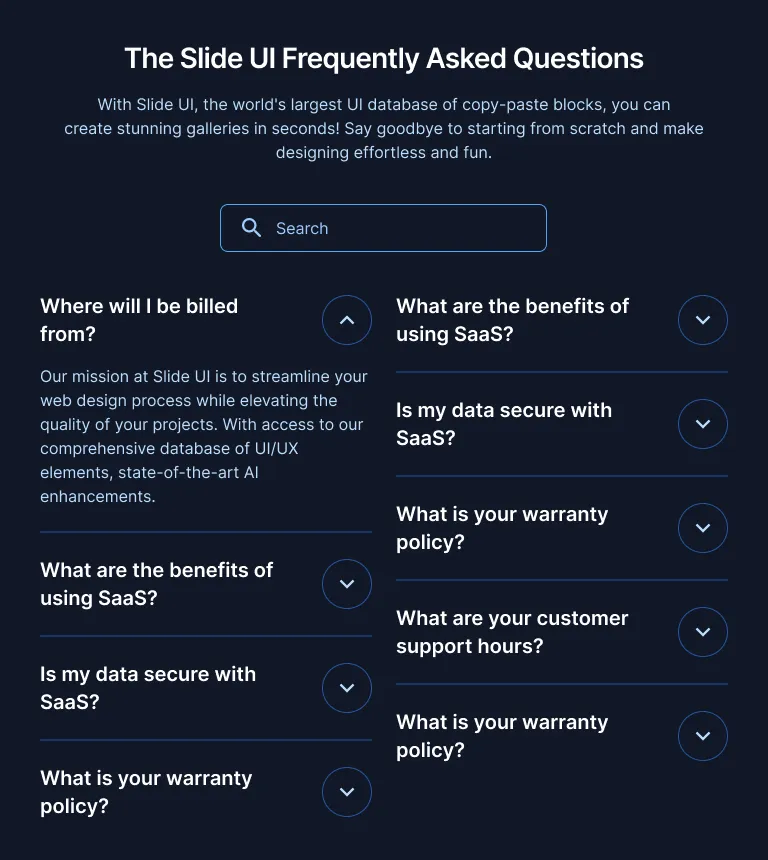 The Slide UI Frequently Asked Questions
With Slide UI, the world's largest UI database of copy-paste blocks, you can
create stunning galleries in seconds! Say goodbye to starting from scratch and make
designing effortless and fun.
Search
Where will I be billed
from?
Our mission at Slide UI is to streamline your
web design process while elevating the
quality of your projects. With access to our
comprehensive database of UI/UX
elements, state-of-the-art AI
enhancements.
What are the benefits of
using SaaS?
Is my data secure with
SaaS?
What is your warranty
policy?
What are the benefits of
using SaaS?
Is my data secure with
SaaS?
What is your warranty
policy?
What are your customer
support hours?
What is your warranty
policy?